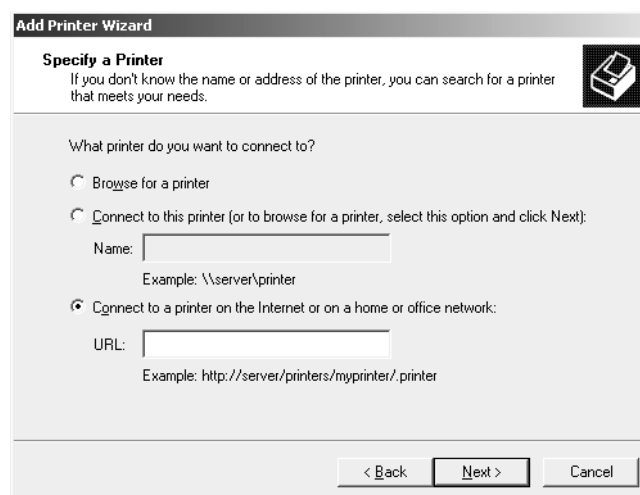 Add Printer Wizard
Specify a Printer
If you don't know the name or address of the printer, you can search for a printer
that meets your needs.
What printer do you want to connect to?
Browse for a printer
Connect to this printer (or to browse for a printer, select this option and click Next):
Name:
Example: \\server\printer
Connect to a printer on the Internet or on a home or office network:
URL:
Example: http://server/printers/myprinter/.printer
< Back Next > Cancel